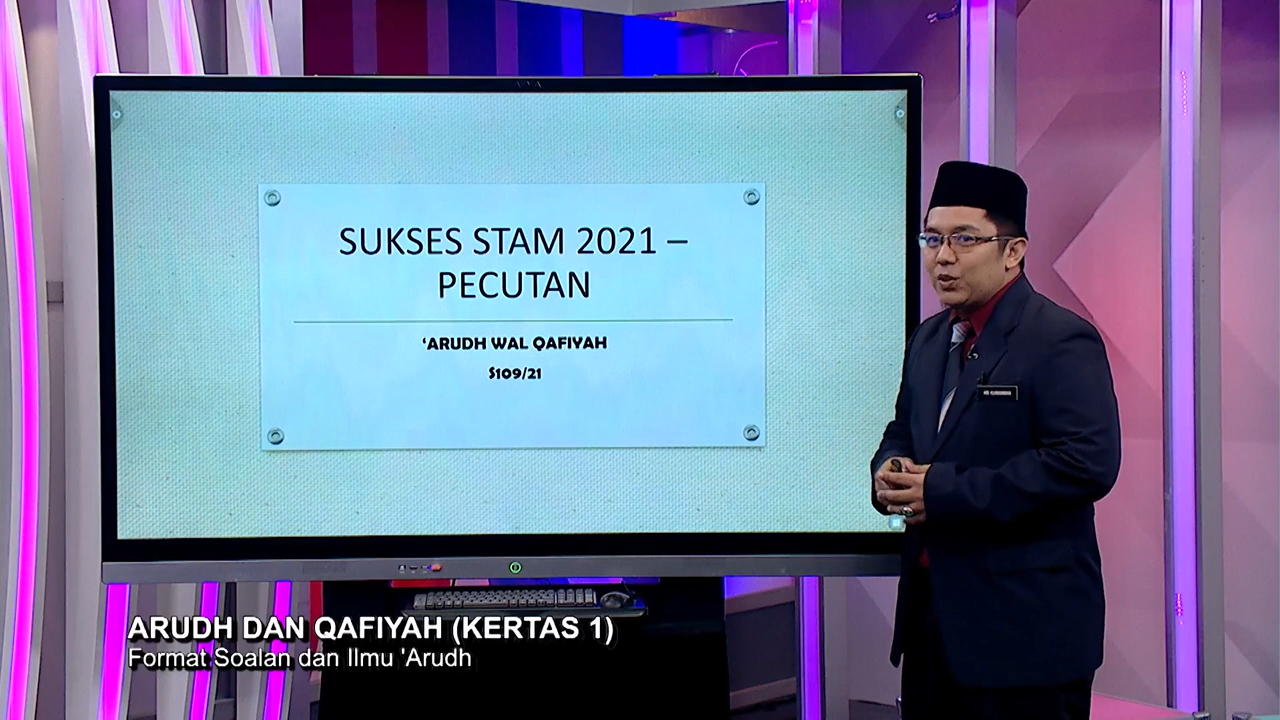 SUKSES STAM 2021 –
PECUTAN
‘ARUDH WAL QAFIYAH
S109/21
ARUDH DAN QAFIYAH (KERTAS 1)
Format Soalan dan Ilmu 'Arudh